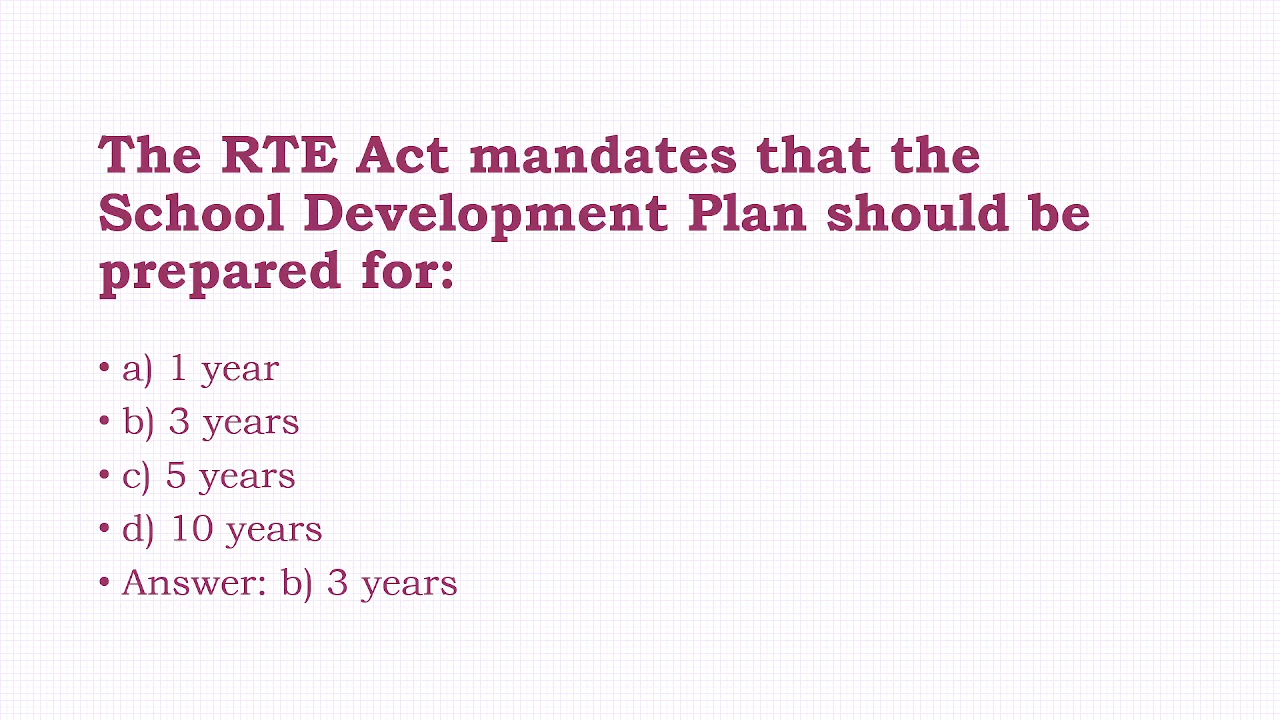 The RTE Act mandates that the
School Development Plan should be
prepared for:
• a) 1 year
• b) 3 years
• c) 5 years
• d) 10 years
• Answer: b) 3 years